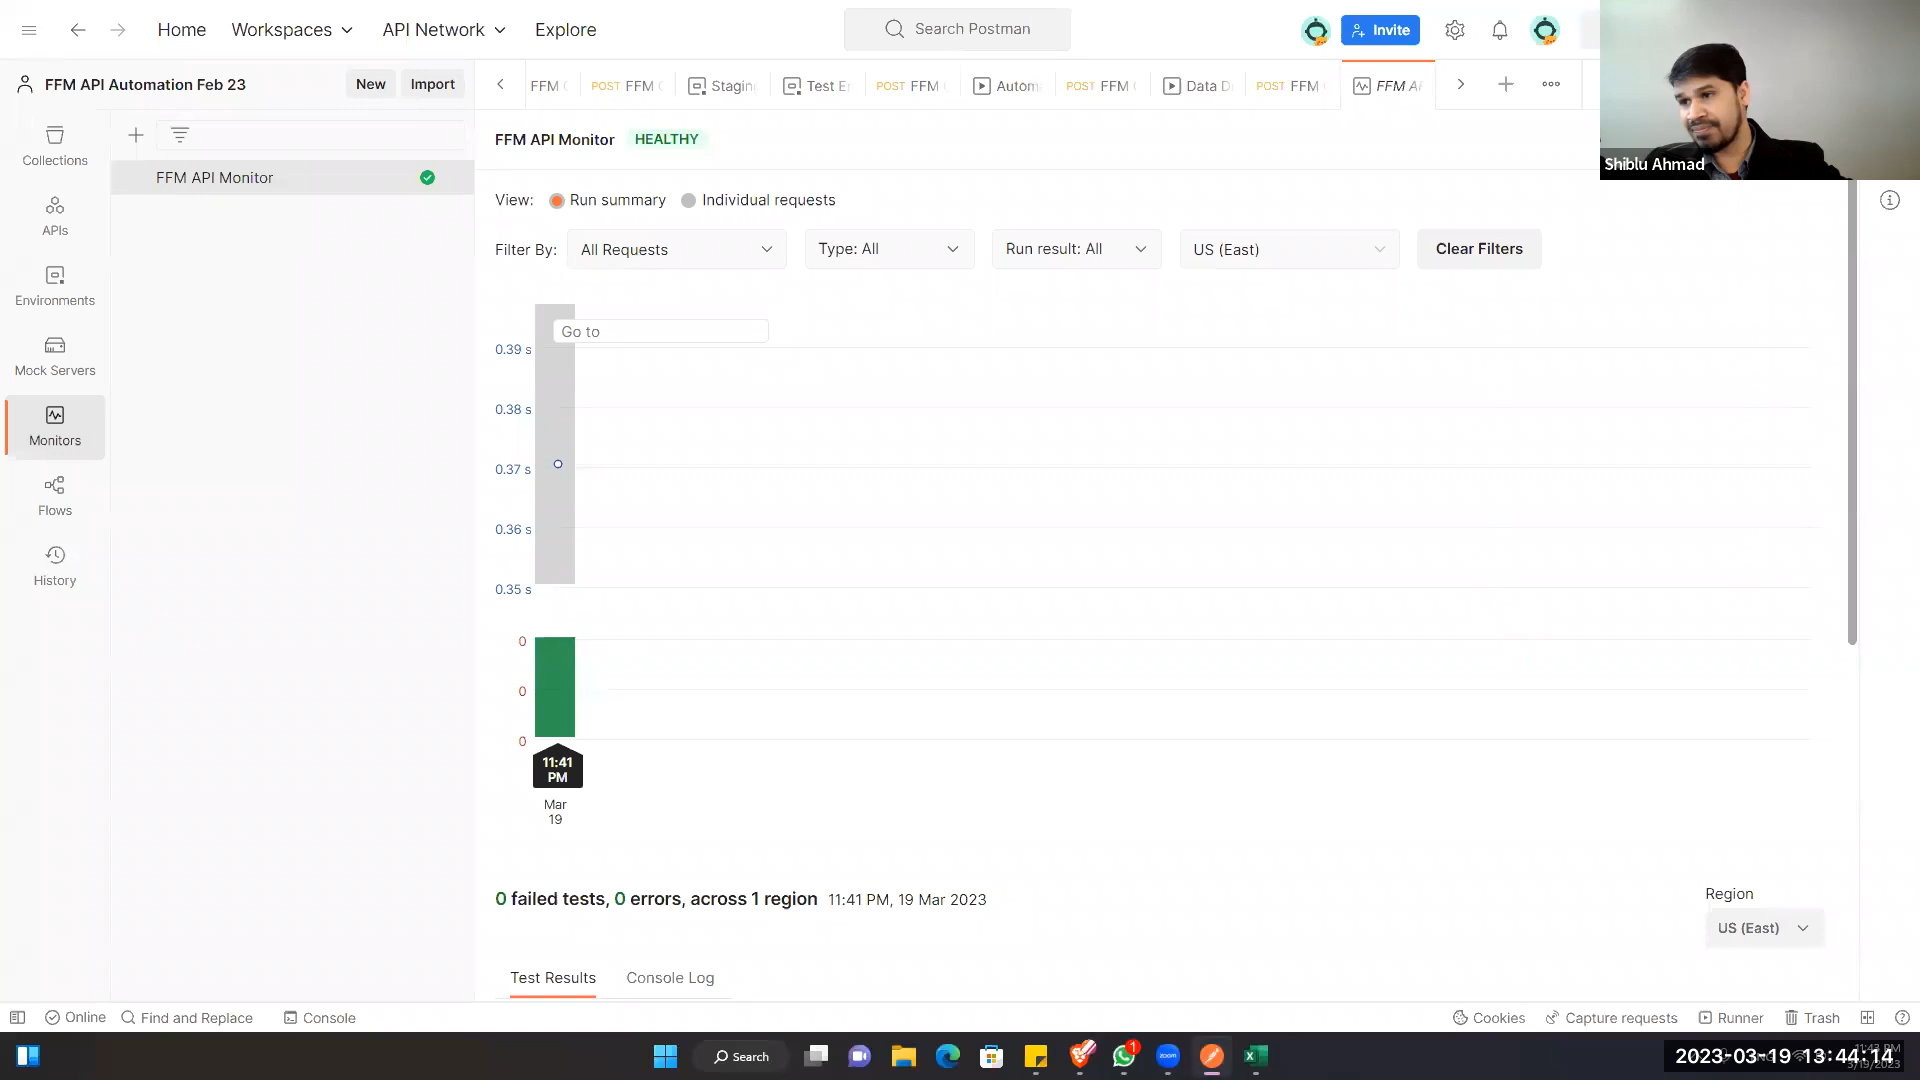 Home
Workspaces
API Network
Explore
Search Postman
Invite
Shiblu Ahmad
FFM API Automation Feb 23
New
Import
FFM
POST FFM
Stagin
Test E
POST FFM
Autom
POST FFM
Data D
POST FFM
FFM A
Collections
APIs
Environments
Mock Servers
Monitors
Flows
History
FFM API Monitor
FFM API Monitor
HEALTHY
View:
Run summary
Individual requests
Filter By:
All Requests
Type: All
Run result: All
US (East)
Clear Filters
Go to
0.39 s
0.38 s
0.37 s
0.36 s
0.35 s
0
0
0
11:41
PM
Mar
19
0 failed tests, 0 errors, across 1 region 11:41 PM, 19 Mar 2023
Region
US (East)
Test Results
Console Log
Online
Find and Replace
Console
Cookies
Capture requests
Runner
Trash
Search
zoom
1
2023-03-19 13:44:14